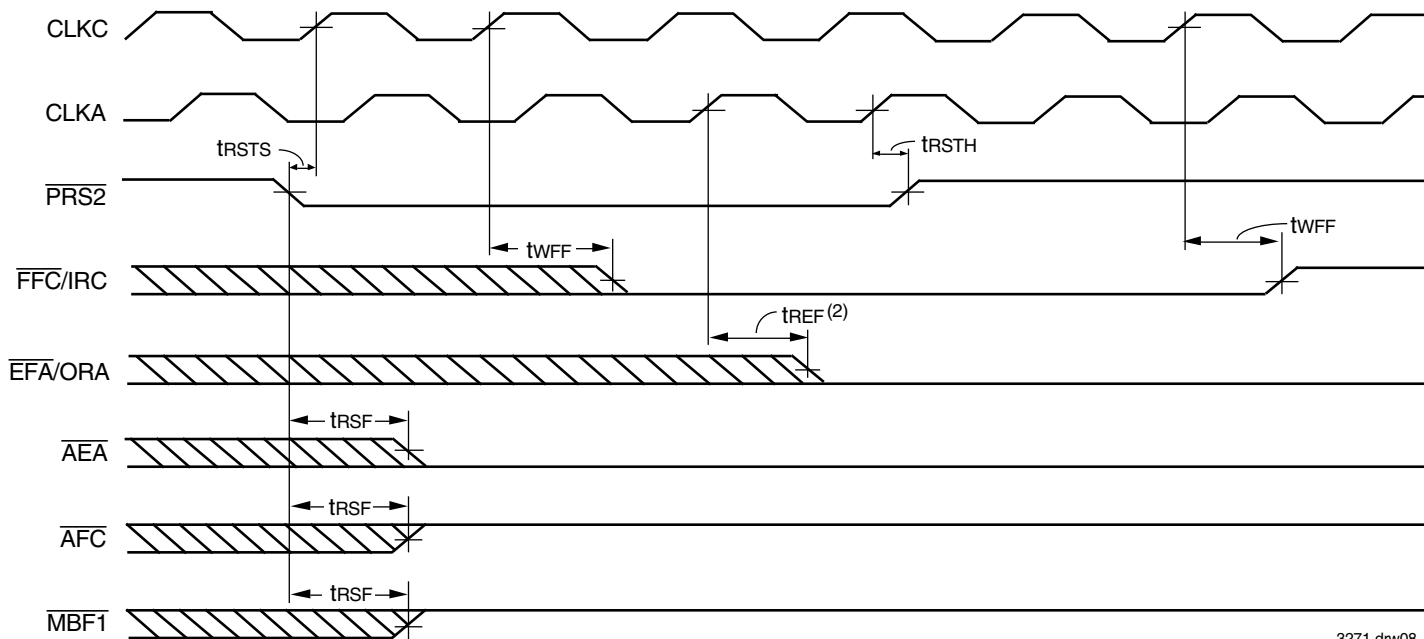 CLKC
CLKA
tRSTS
tRSTH
PRS2
tWFF
tWFF
FFC/IRC
tREF(2)
EFA/ORA
tRSF
AEA
tRSF
AFC
tRSF
MBF1
3271 drw08